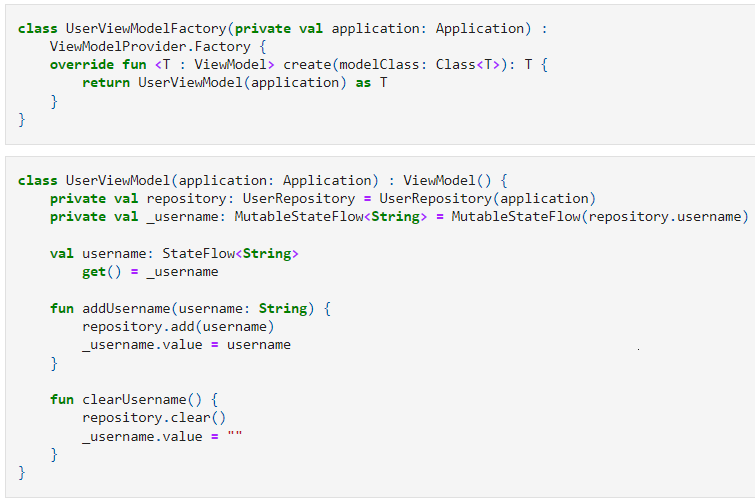 class UserViewModelFactory(private val application: Application) :
    ViewModelProvider.Factory {
    override fun <T : ViewModel> create(modelClass: Class<T>): T {
        return UserViewModel(application) as T
    }
}
class UserViewModel(application: Application) : ViewModel() {
    private val repository: UserRepository = UserRepository(application)
    private val _username: MutableStateFlow<String> = MutableStateFlow(repository.username)
    val username: StateFlow<String>
        get() = _username
    fun addUsername(username: String) {
        repository.add(username)
        _username.value = username
    }
    fun clearUsername() {
        repository.clear()
        _username.value = ""
    }
}